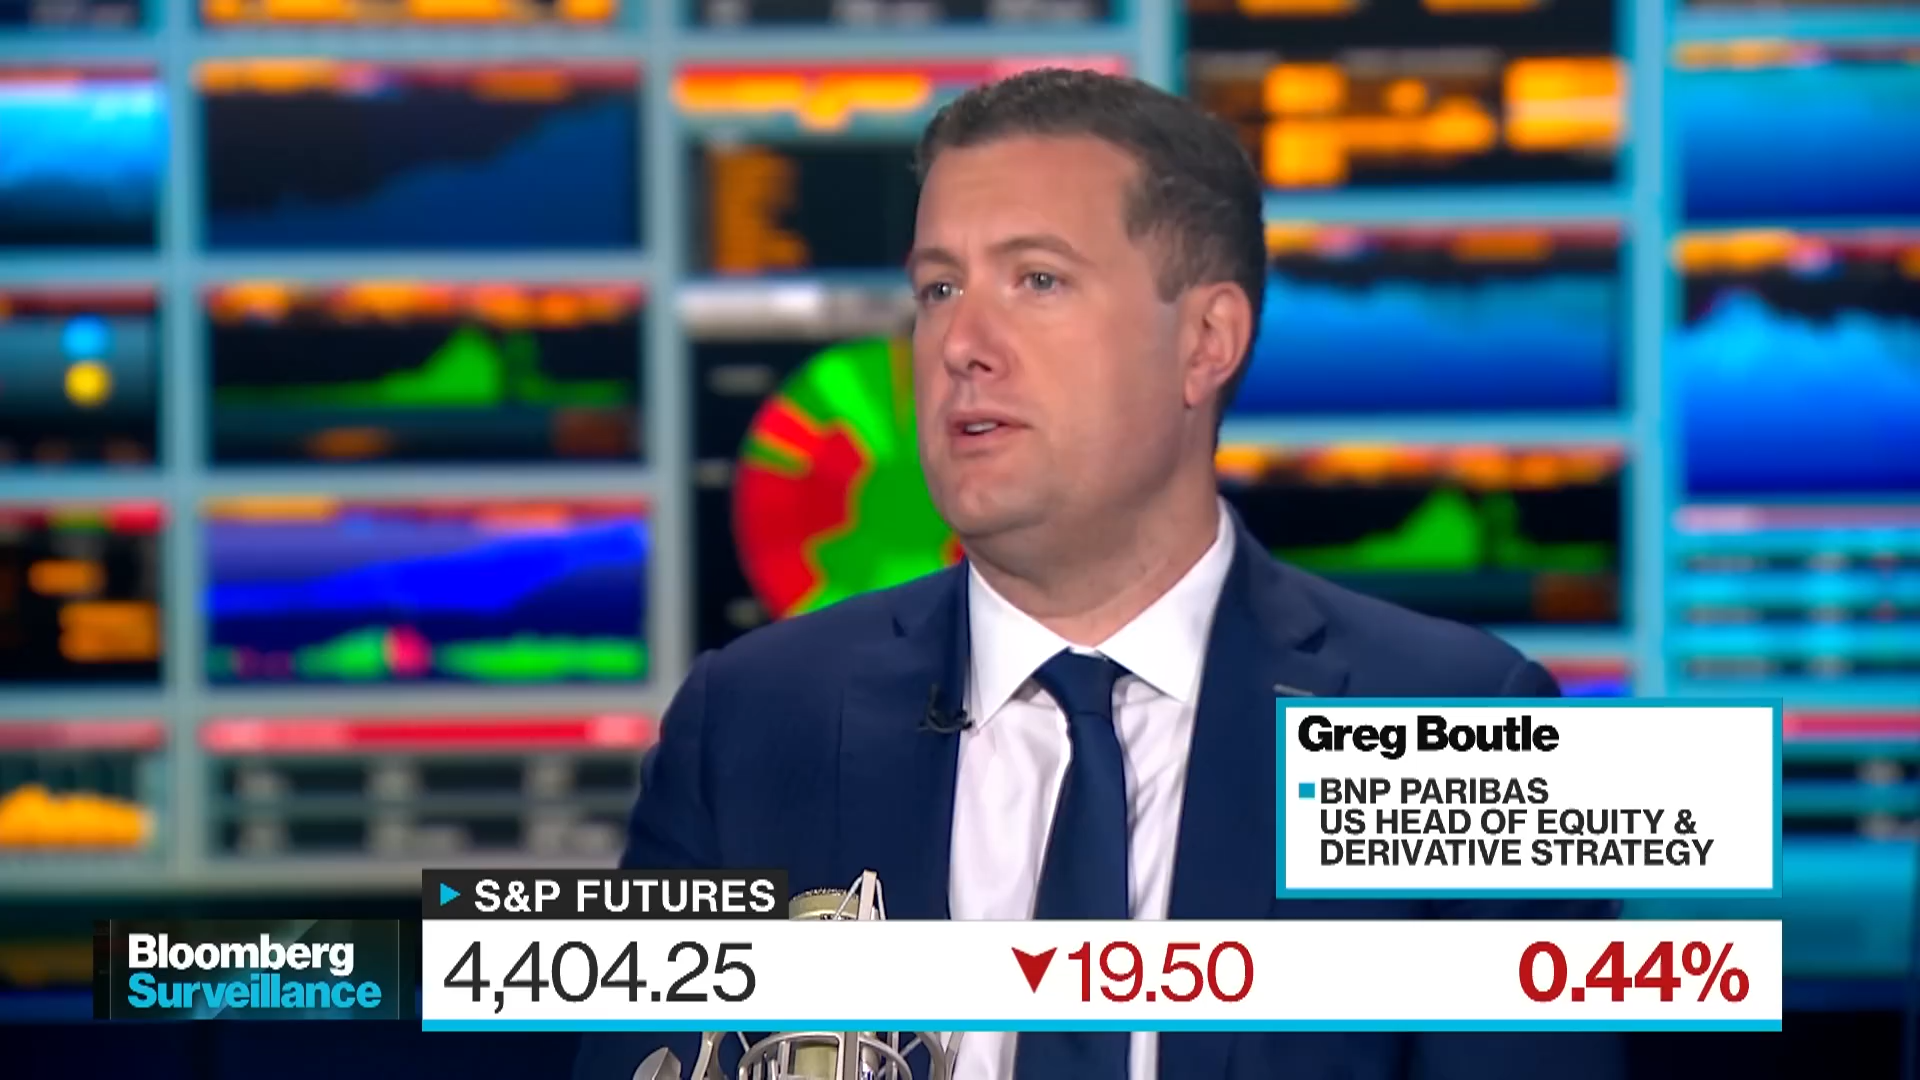 Greg Boutle
BNP PARIBAS
US HEAD OF EQUITY &
DERIVATIVE STRATEGY
S&P FUTURES
Bloomberg
Surveillance
4,404.25 19.50 0.44%